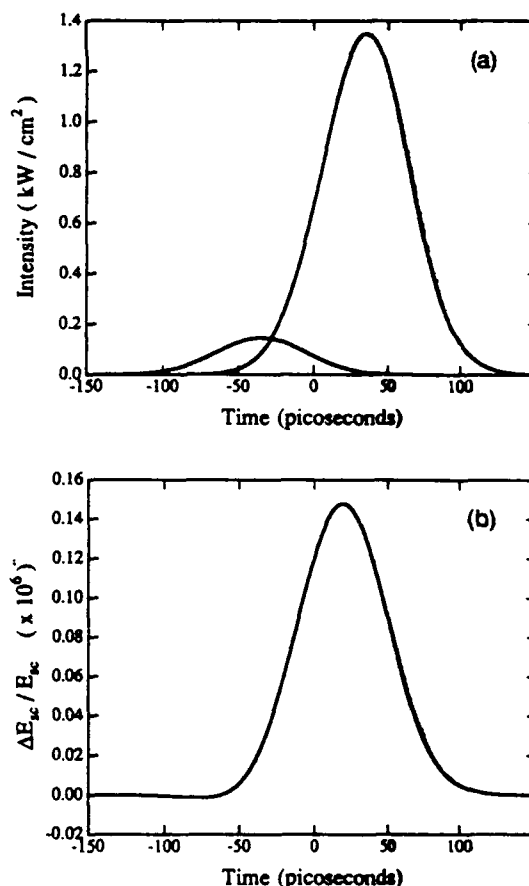 1.4
1.2
1.0
0.8
0.6
0.4
0.2
0.0
Intensity ( kW / cm² )
(a)
-150 -100 -50 0 50 100
Time (picoseconds)
0.16
0.14
0.12
0.10
0.08
0.06
0.04
0.02
0.00
-0.02
ΔE_sc / E_sc ( x 10⁶ )
(b)
-150 -100 -50 0 50 100
Time (picoseconds)